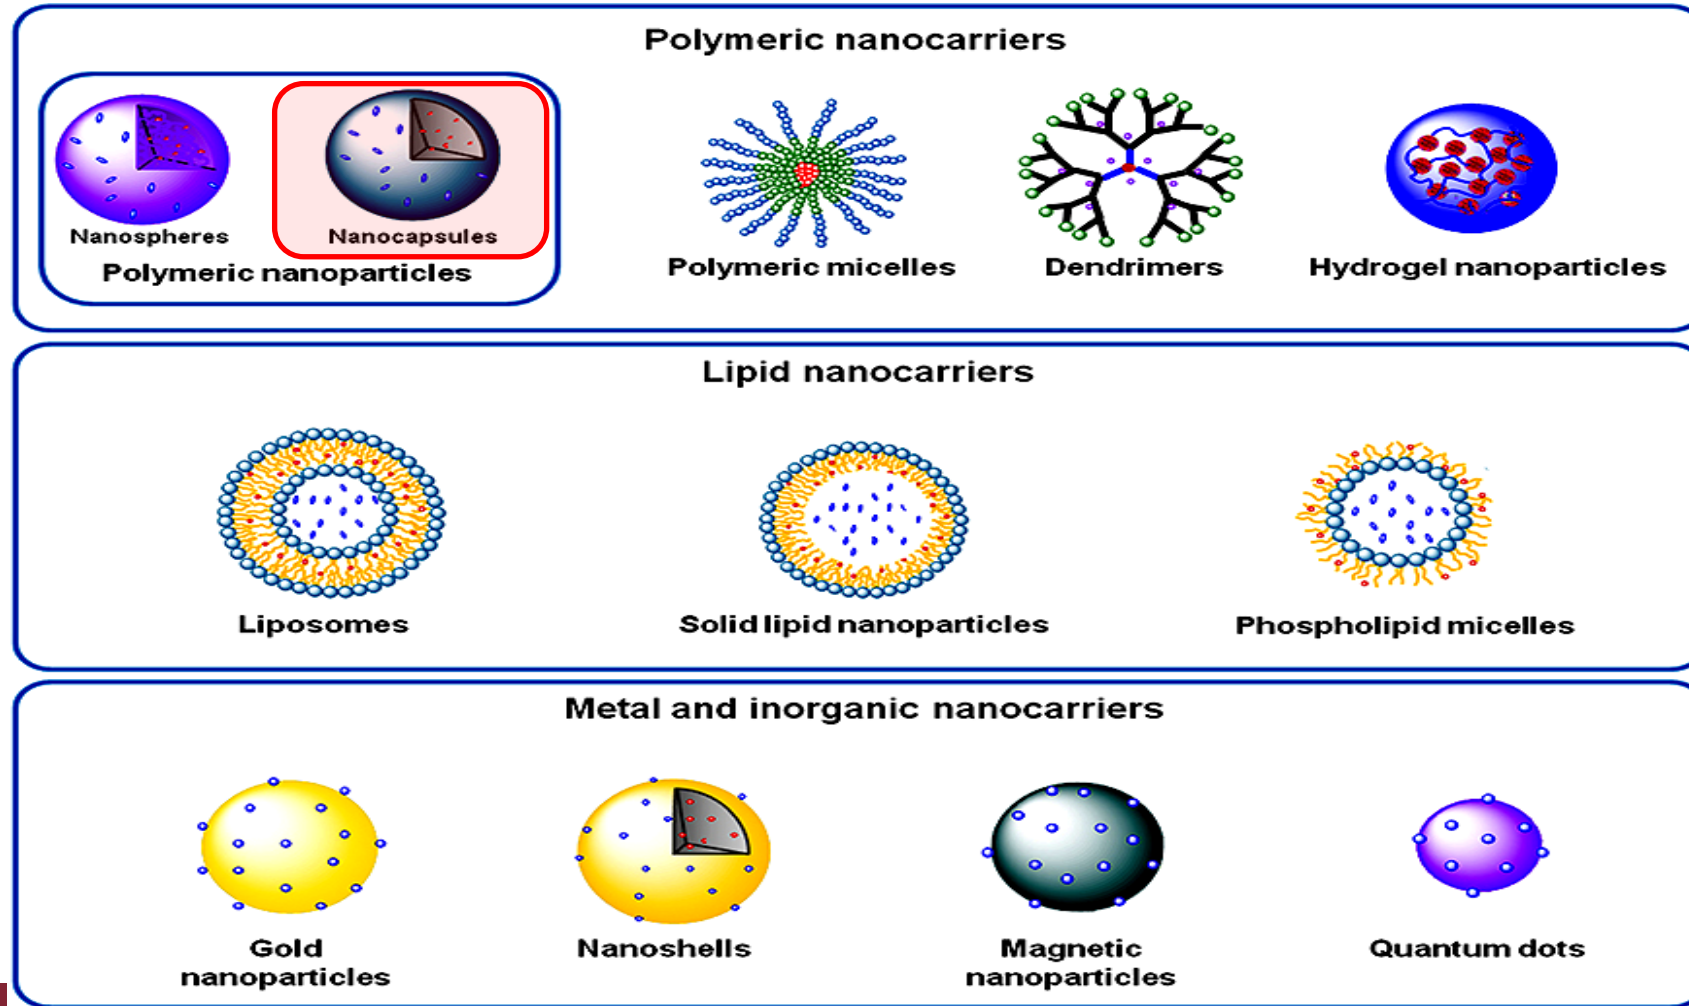 Polymeric nanocarriers
Nanospheres
Nanocapsules
Polymeric nanoparticles
Polymeric micelles
Dendrimers
Hydrogel nanoparticles
Lipid nanocarriers
Liposomes
Solid lipid nanoparticles
Phospholipid micelles
Metal and inorganic nanocarriers
Gold
nanoparticles
Nanoshells
Magnetic
nanoparticles
Quantum dots